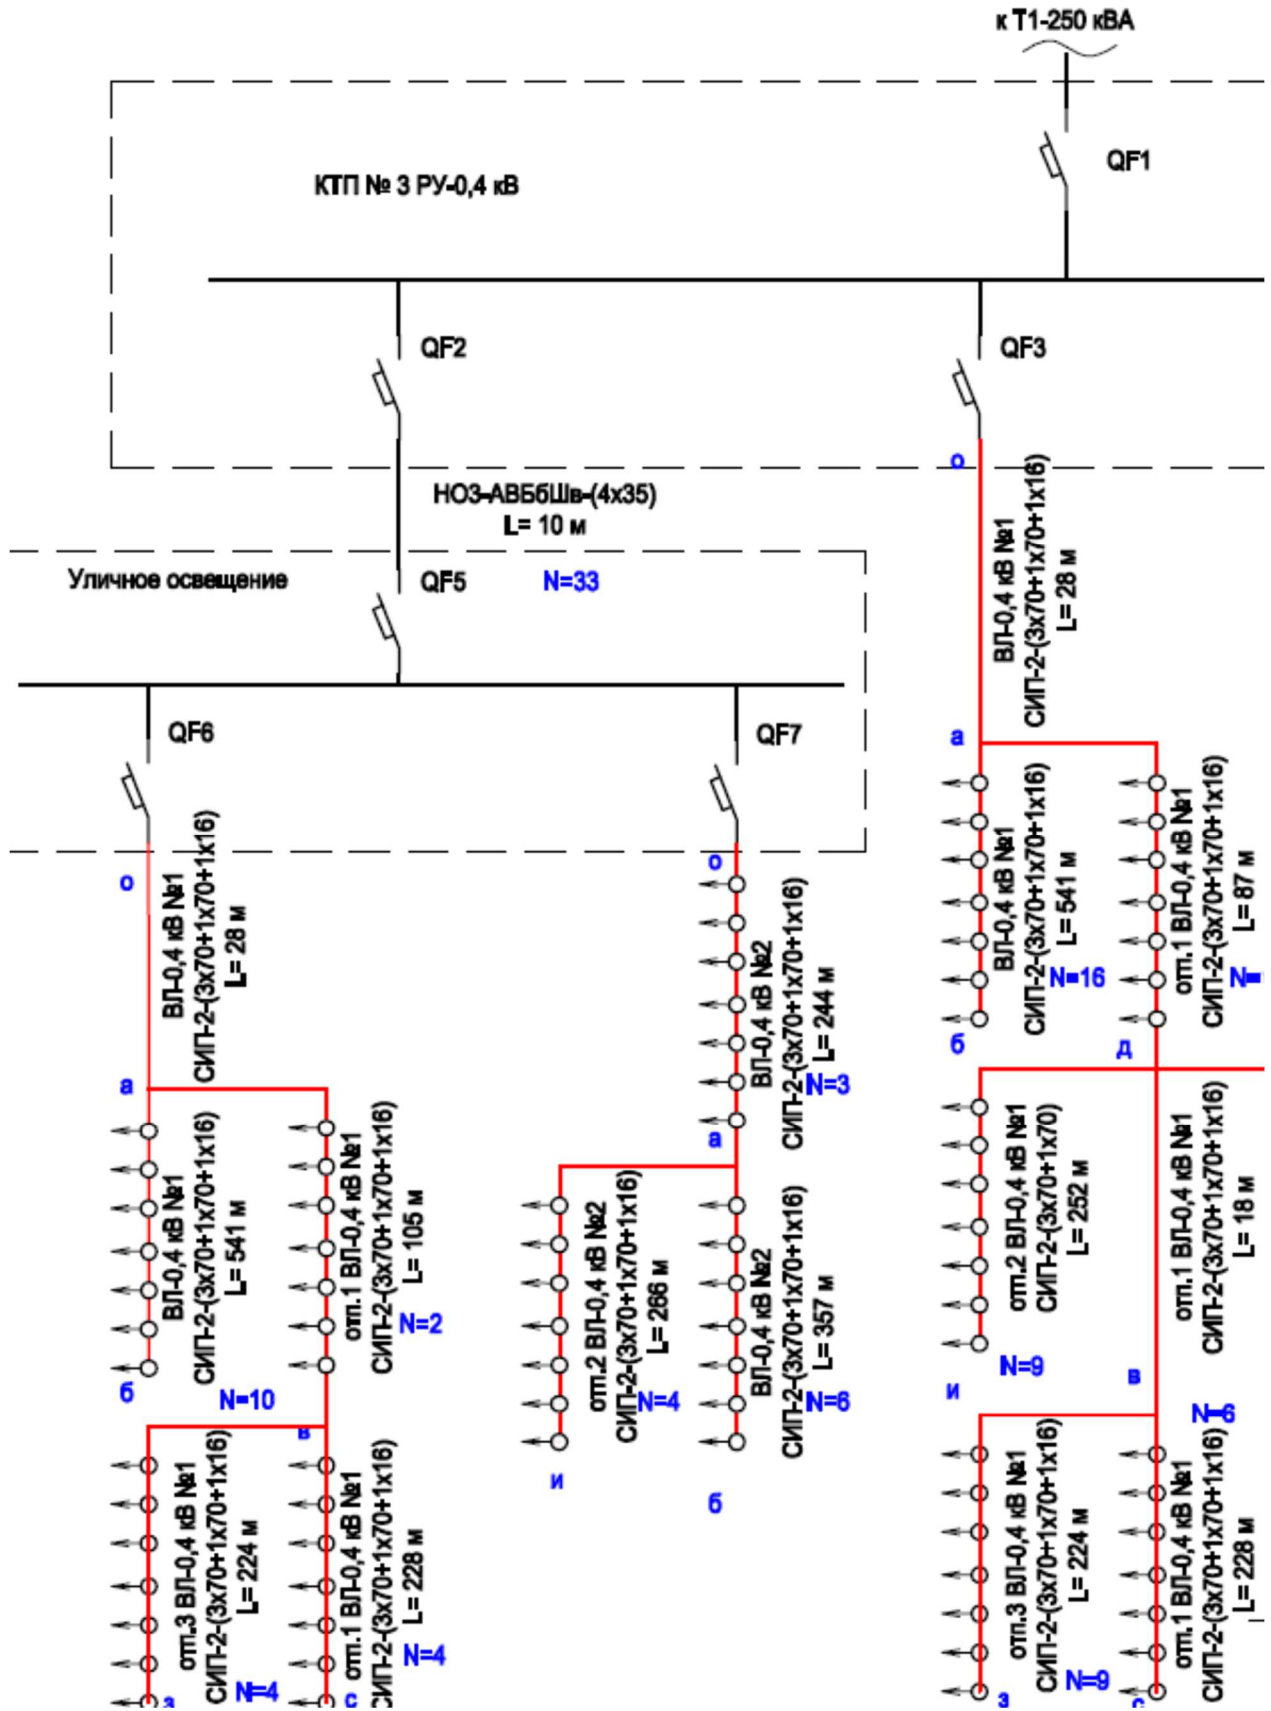 к Т1-250 кВА
QF1
КТП № 3 РУ-0,4 кВ
QF2
QF3
о
НО3-АВБбШв-(4х35)
L= 10 м
ВЛ-0,4 кВ №1
СИП-2-(3х70+1х70+1х16)
L= 28 м
Уличное освещение
QF5
N=33
QF6
QF7
а
о
ВЛ-0,4 кВ №1
СИП-2-(3х70+1х70+1х16)
L= 28 м
о
ВЛ-0,4 кВ №2
СИП-2-(3х70+1х70+1х16)
L= 244 м
N=3
ВЛ-0,4 кВ №1
СИП-2-(3х70+1х70+1х16)
L= 541 м
N=16
отп.1 ВЛ-0,4 кВ №1
СИП-2-(3х70+1х70+1х16)
L= 87 м
N=
б
д
а
а
ВЛ-0,4 кВ №1
СИП-2-(3х70+1х70+1х16)
L= 541 м
N=10
отп.1 ВЛ-0,4 кВ №1
СИП-2-(3х70+1х70+1х16)
L= 105 м
N=2
отп.2 ВЛ-0,4 кВ №2
СИП-2-(3х70+1х70+1х16)
L= 266 м
N=4
ВЛ-0,4 кВ №2
СИП-2-(3х70+1х70+1х16)
L= 357 м
N=6
отп.2 ВЛ-0,4 кВ №1
СИП-2-(3х70+1х70)
L= 252 м
N=9
отп.1 ВЛ-0,4 кВ №1
СИП-2-(3х70+1х70+1х16)
L= 18 м
б
в
и
б
и
в
N=6
отп.3 ВЛ-0,4 кВ №1
СИП-2-(3х70+1х70+1х16)
L= 224 м
N=4
отп.1 ВЛ-0,4 кВ №1
СИП-2-(3х70+1х70+1х16)
L= 228 м
N=4
отп.3 ВЛ-0,4 кВ №1
СИП-2-(3х70+1х70+1х16)
L= 224 м
N=9
отп.1 ВЛ-0,4 кВ №1
СИП-2-(3х70+1х70+1х16)
L= 228 м
з
с
з
с